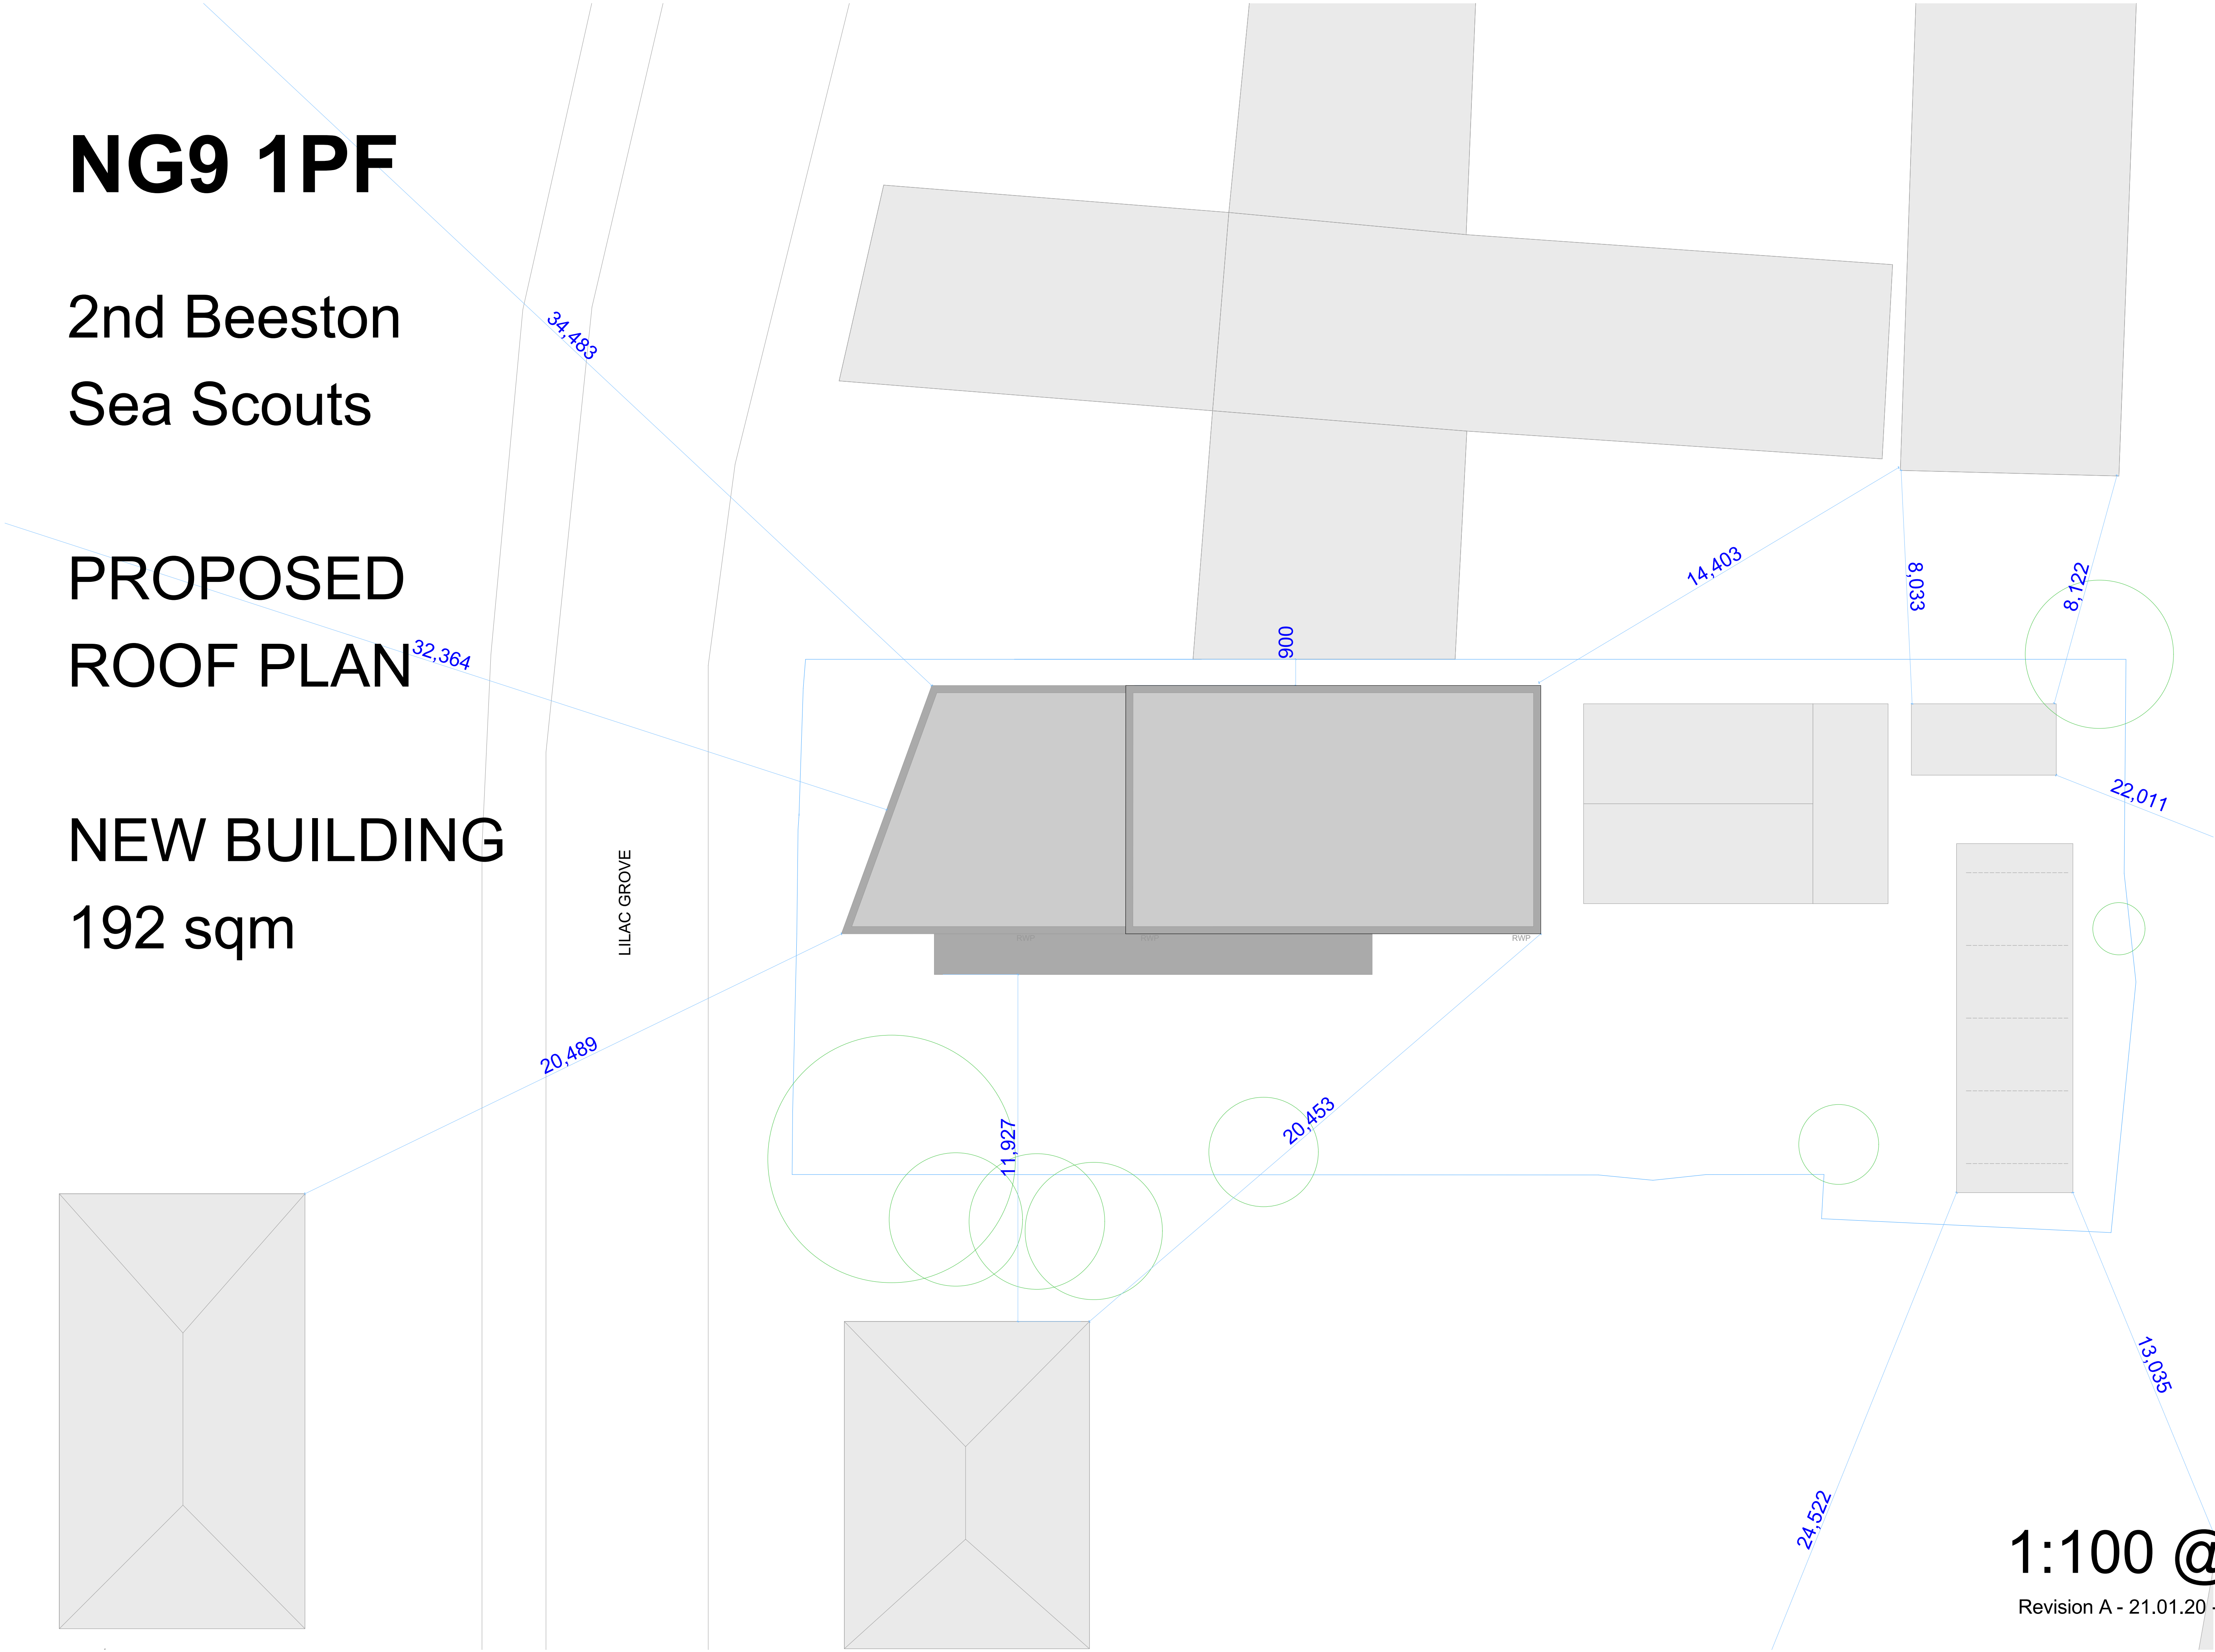 NG9 1PF
2nd Beeston
Sea Scouts
PROPOSED
ROOF PLAN
NEW BUILDING
192 sqm
34,483
32,364
LILAC GROVE
20,489
900
14,403
8,033
8,122
22,011
RWP
RWP
RWP
11,927
20,453
13,035
24,522
1:100 @
Revision A - 21.01.20 -